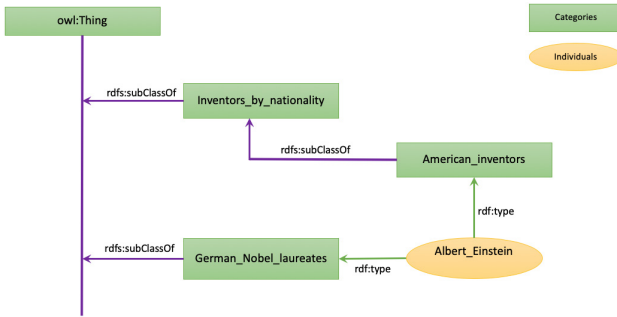 owl:Thing
Categories
Individuals
rdfs:subClassOf
Inventors_by_nationality
rdfs:subClassOf
American_inventors
rdf:type
rdfs:subClassOf
German_Nobel_laureates
rdf:type
Albert_Einstein